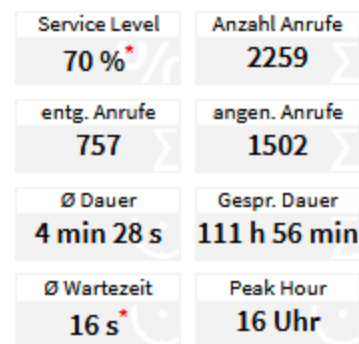 Service Level
70 %*
Anzahl Anrufe
2259
entg. Anrufe
757
angen. Anrufe
1502
Ø Dauer
4 min 28 s
Gespr. Dauer
111 h 56 min
Ø Wartezeit
16 s*
Peak Hour
16 Uhr